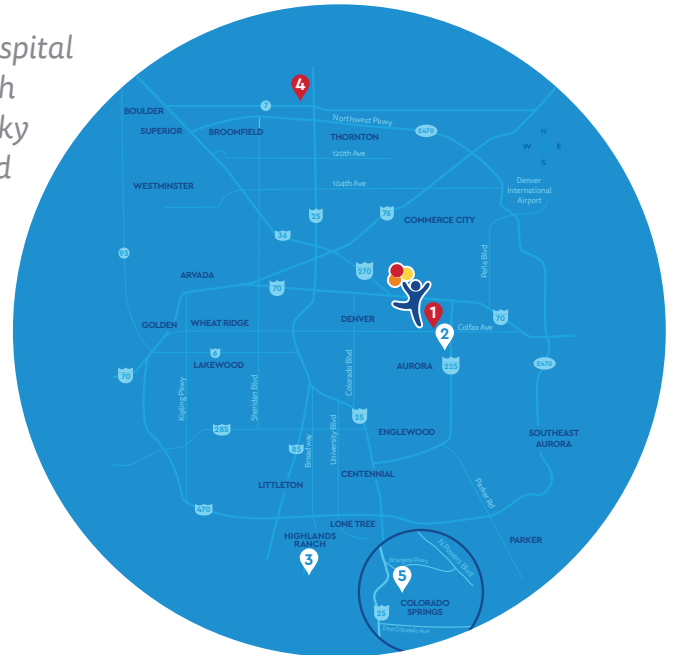 spital
h
ky
d
4
BOULDER
7
Northwest Pkwy
SUPERIOR
BROOMFIELD
THORNTON
E470
120th Ave
N
W E
S
WESTMINSTER
104th Ave
Denver
International
Airport
25
76
COMMERCE CITY
36
93
Peña Blvd
ARVADA
270
70
1
70
GOLDEN
WHEAT RIDGE
DENVER
Colfax Ave
2
6
LAKEWOOD
Colorado Blvd
AURORA
225
E470
70
Kipling Pkwy
Sheridan Blvd
25
285
University Blvd
ENGLEWOOD
SOUTHEAST
AURORA
85
Broadway
LITTLETON
CENTENNIAL
Parker Rd
470
LONE TREE
HIGHLANDS
RANCH
PARKER
3
N Powers Blvd
Briargate Pkwy
5
COLORADO
SPRINGS
25
East Colorado Ave